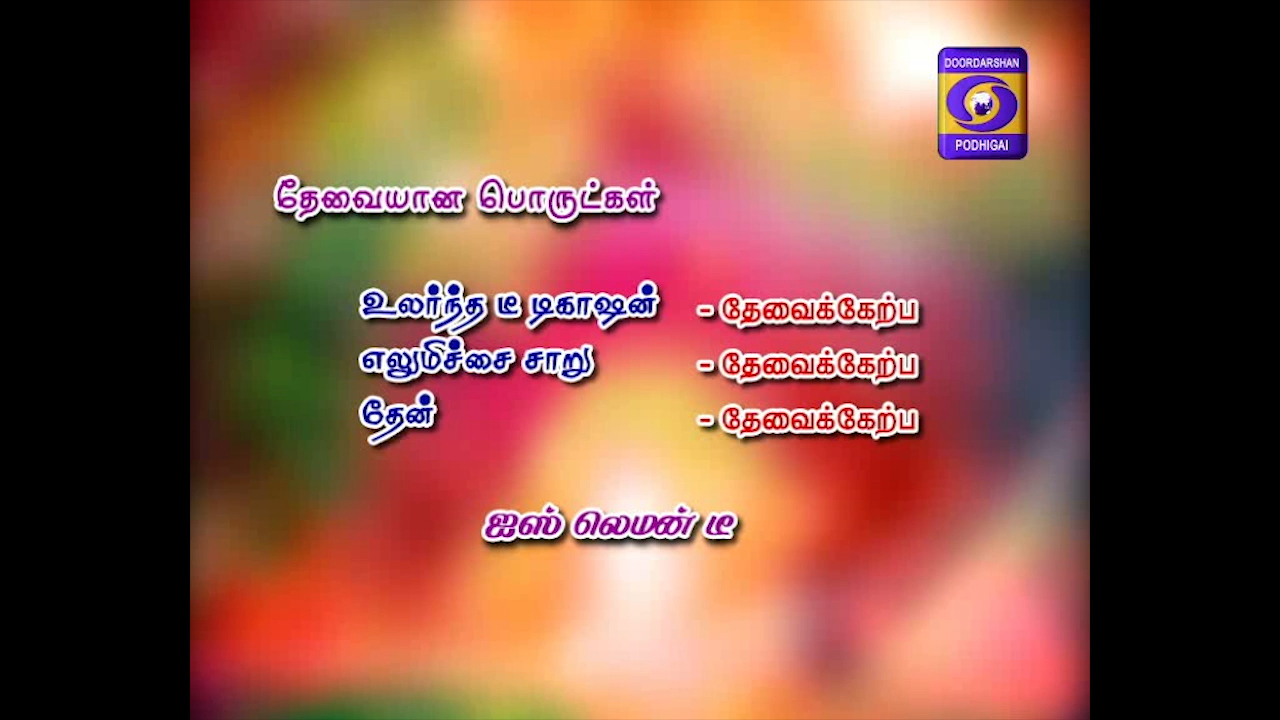 DOORDARSHAN
PODHIGAI
தேவையான பொருட்கள்
உலர்ந்த டீ டிகாஷன் - தேவைக்கேற்ப
எலுமிச்சை சாறு - தேவைக்கேற்ப
தேன் - தேவைக்கேற்ப
ஐஸ் லெமன் டீ